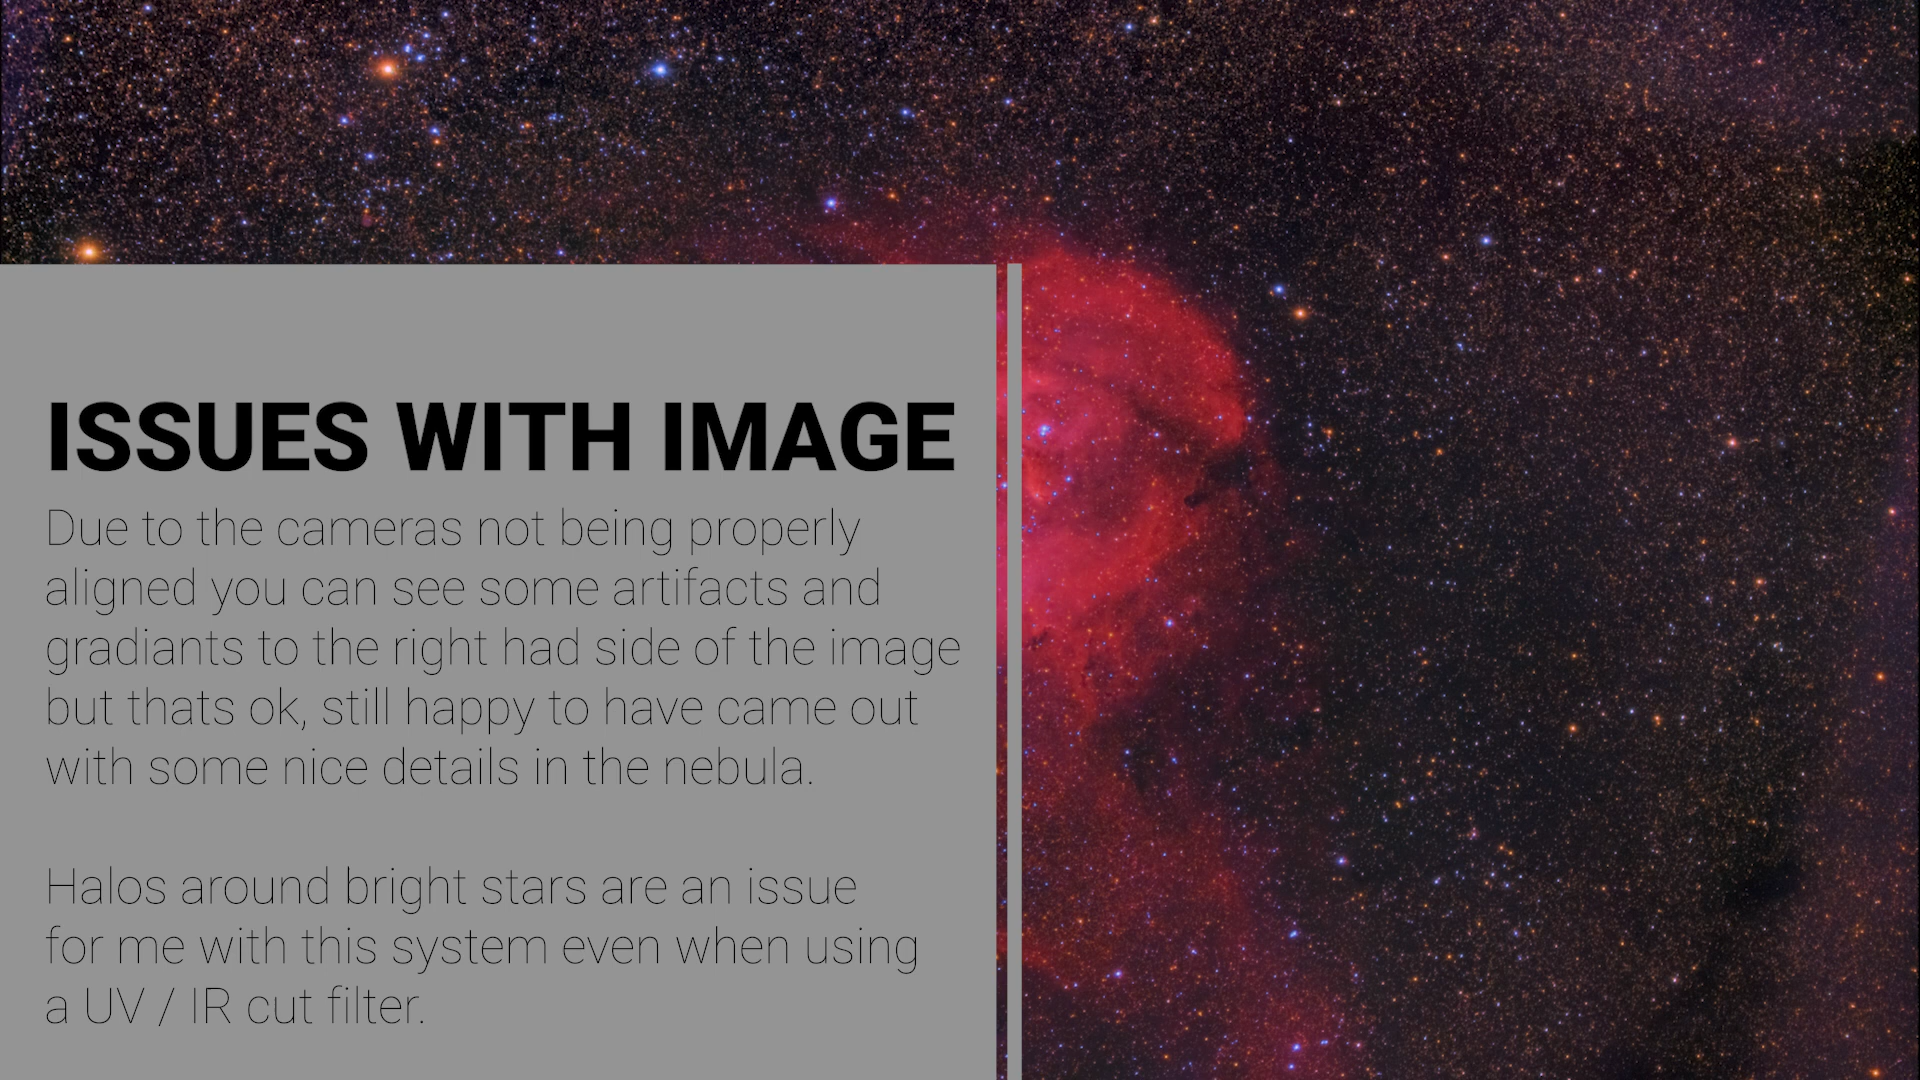 ISSUES WITH IMAGE
Due to the cameras not being properly
aligned you can see some artifacts and
gradiants to the right had side of the image
but thats ok, still happy to have came out
with some nice details in the nebula.
Halos around bright stars are an issue
for me with this system even when using
a UV / IR cut filter.